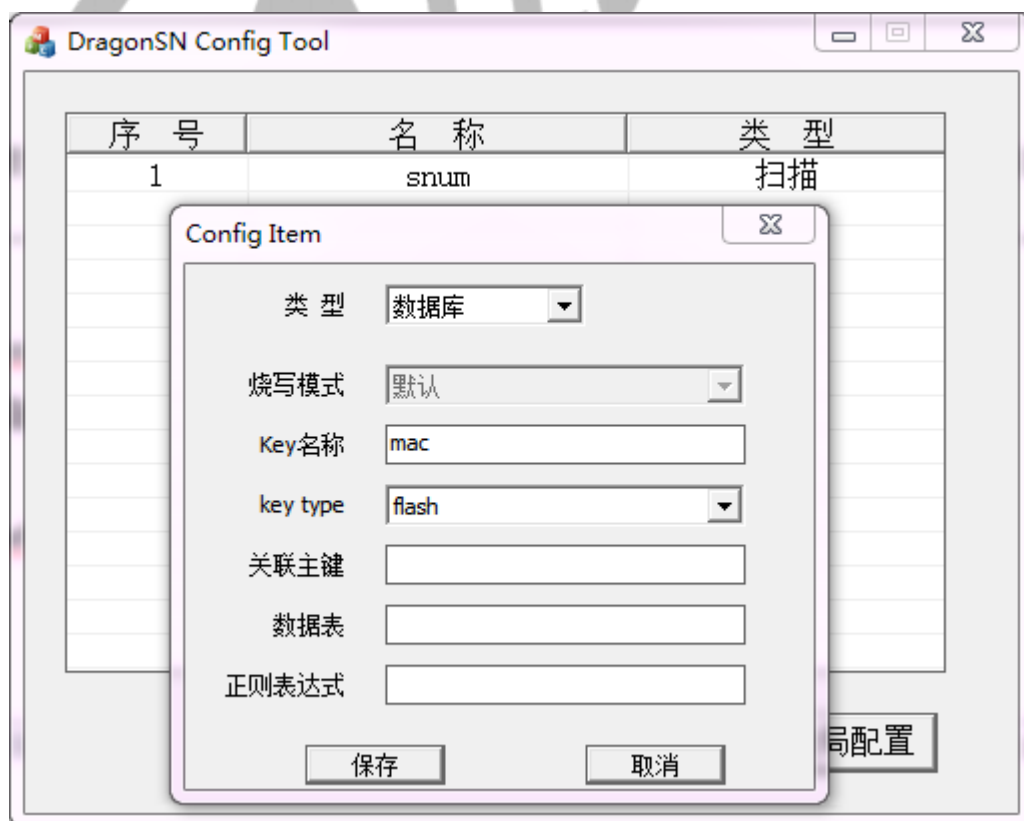 DragonSN Config Tool
序 号 名 称 类 型
1 snum 扫描
Config Item
类 型 数据库
烧写模式 默认
Key名称 mac
key type flash
关联主键
数据表
正则表达式
局配置
保存 取消